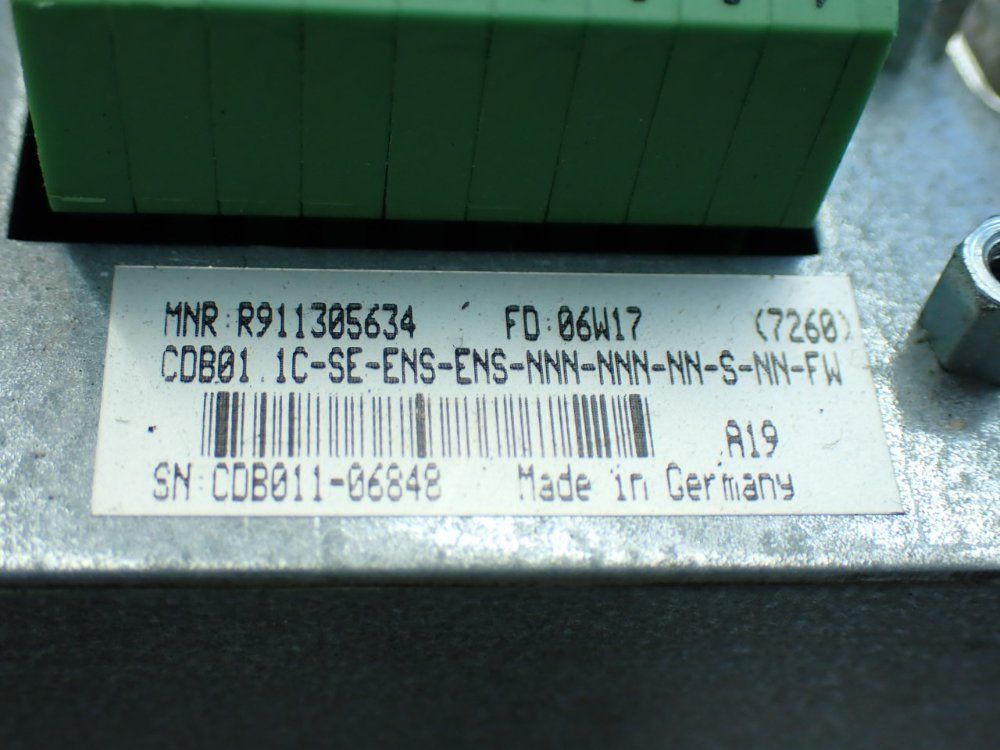 MNR:R911305634 FD:06W17 (7260)
CDB01.1C-SE-ENS-ENS-NNN-NNN-NN-S-NN-FW
A19
SN:CDB011-06848 Made in Germany